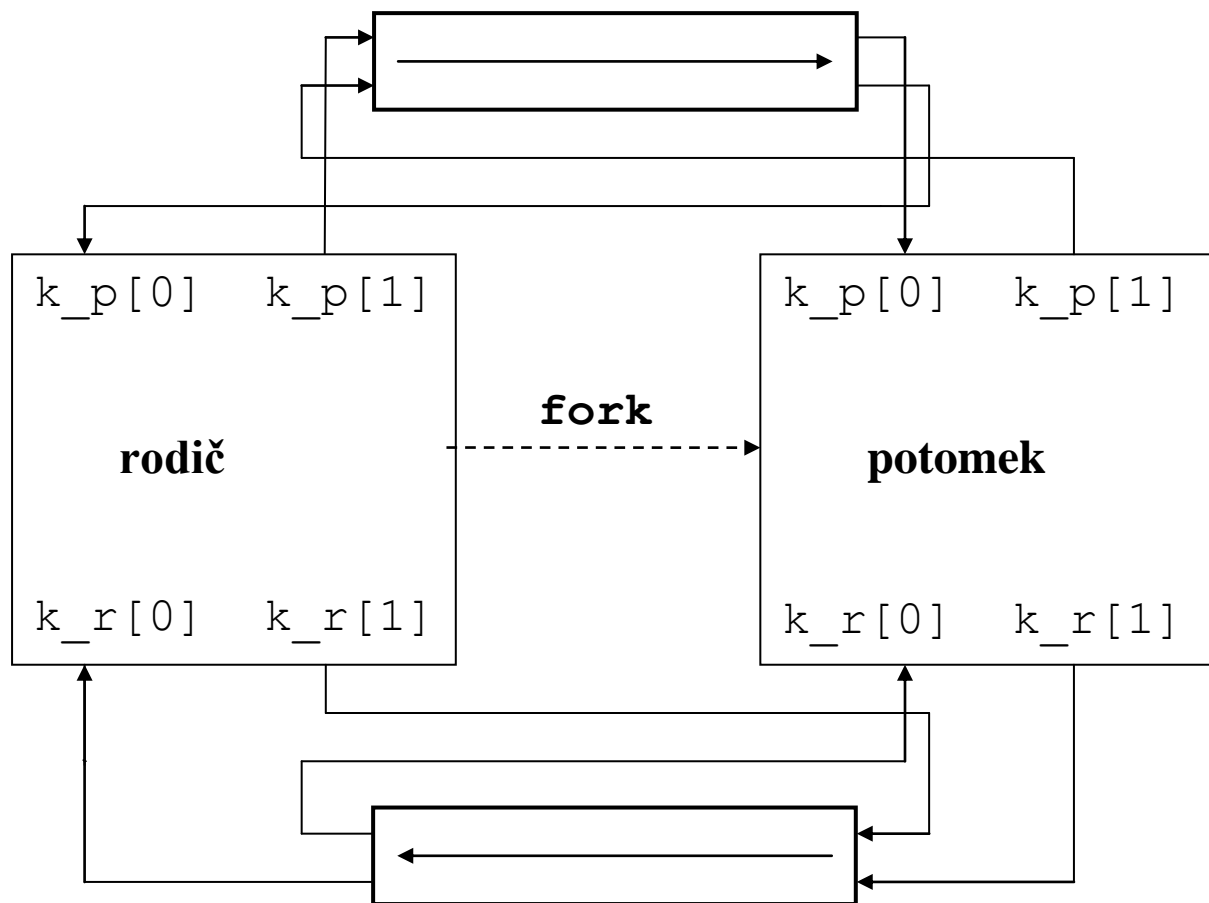 k_p[0] k_p[1] k_p[0] k_p[1]
fork
rodič potomek
k_r[0] k_r[1] k_r[0] k_r[1]